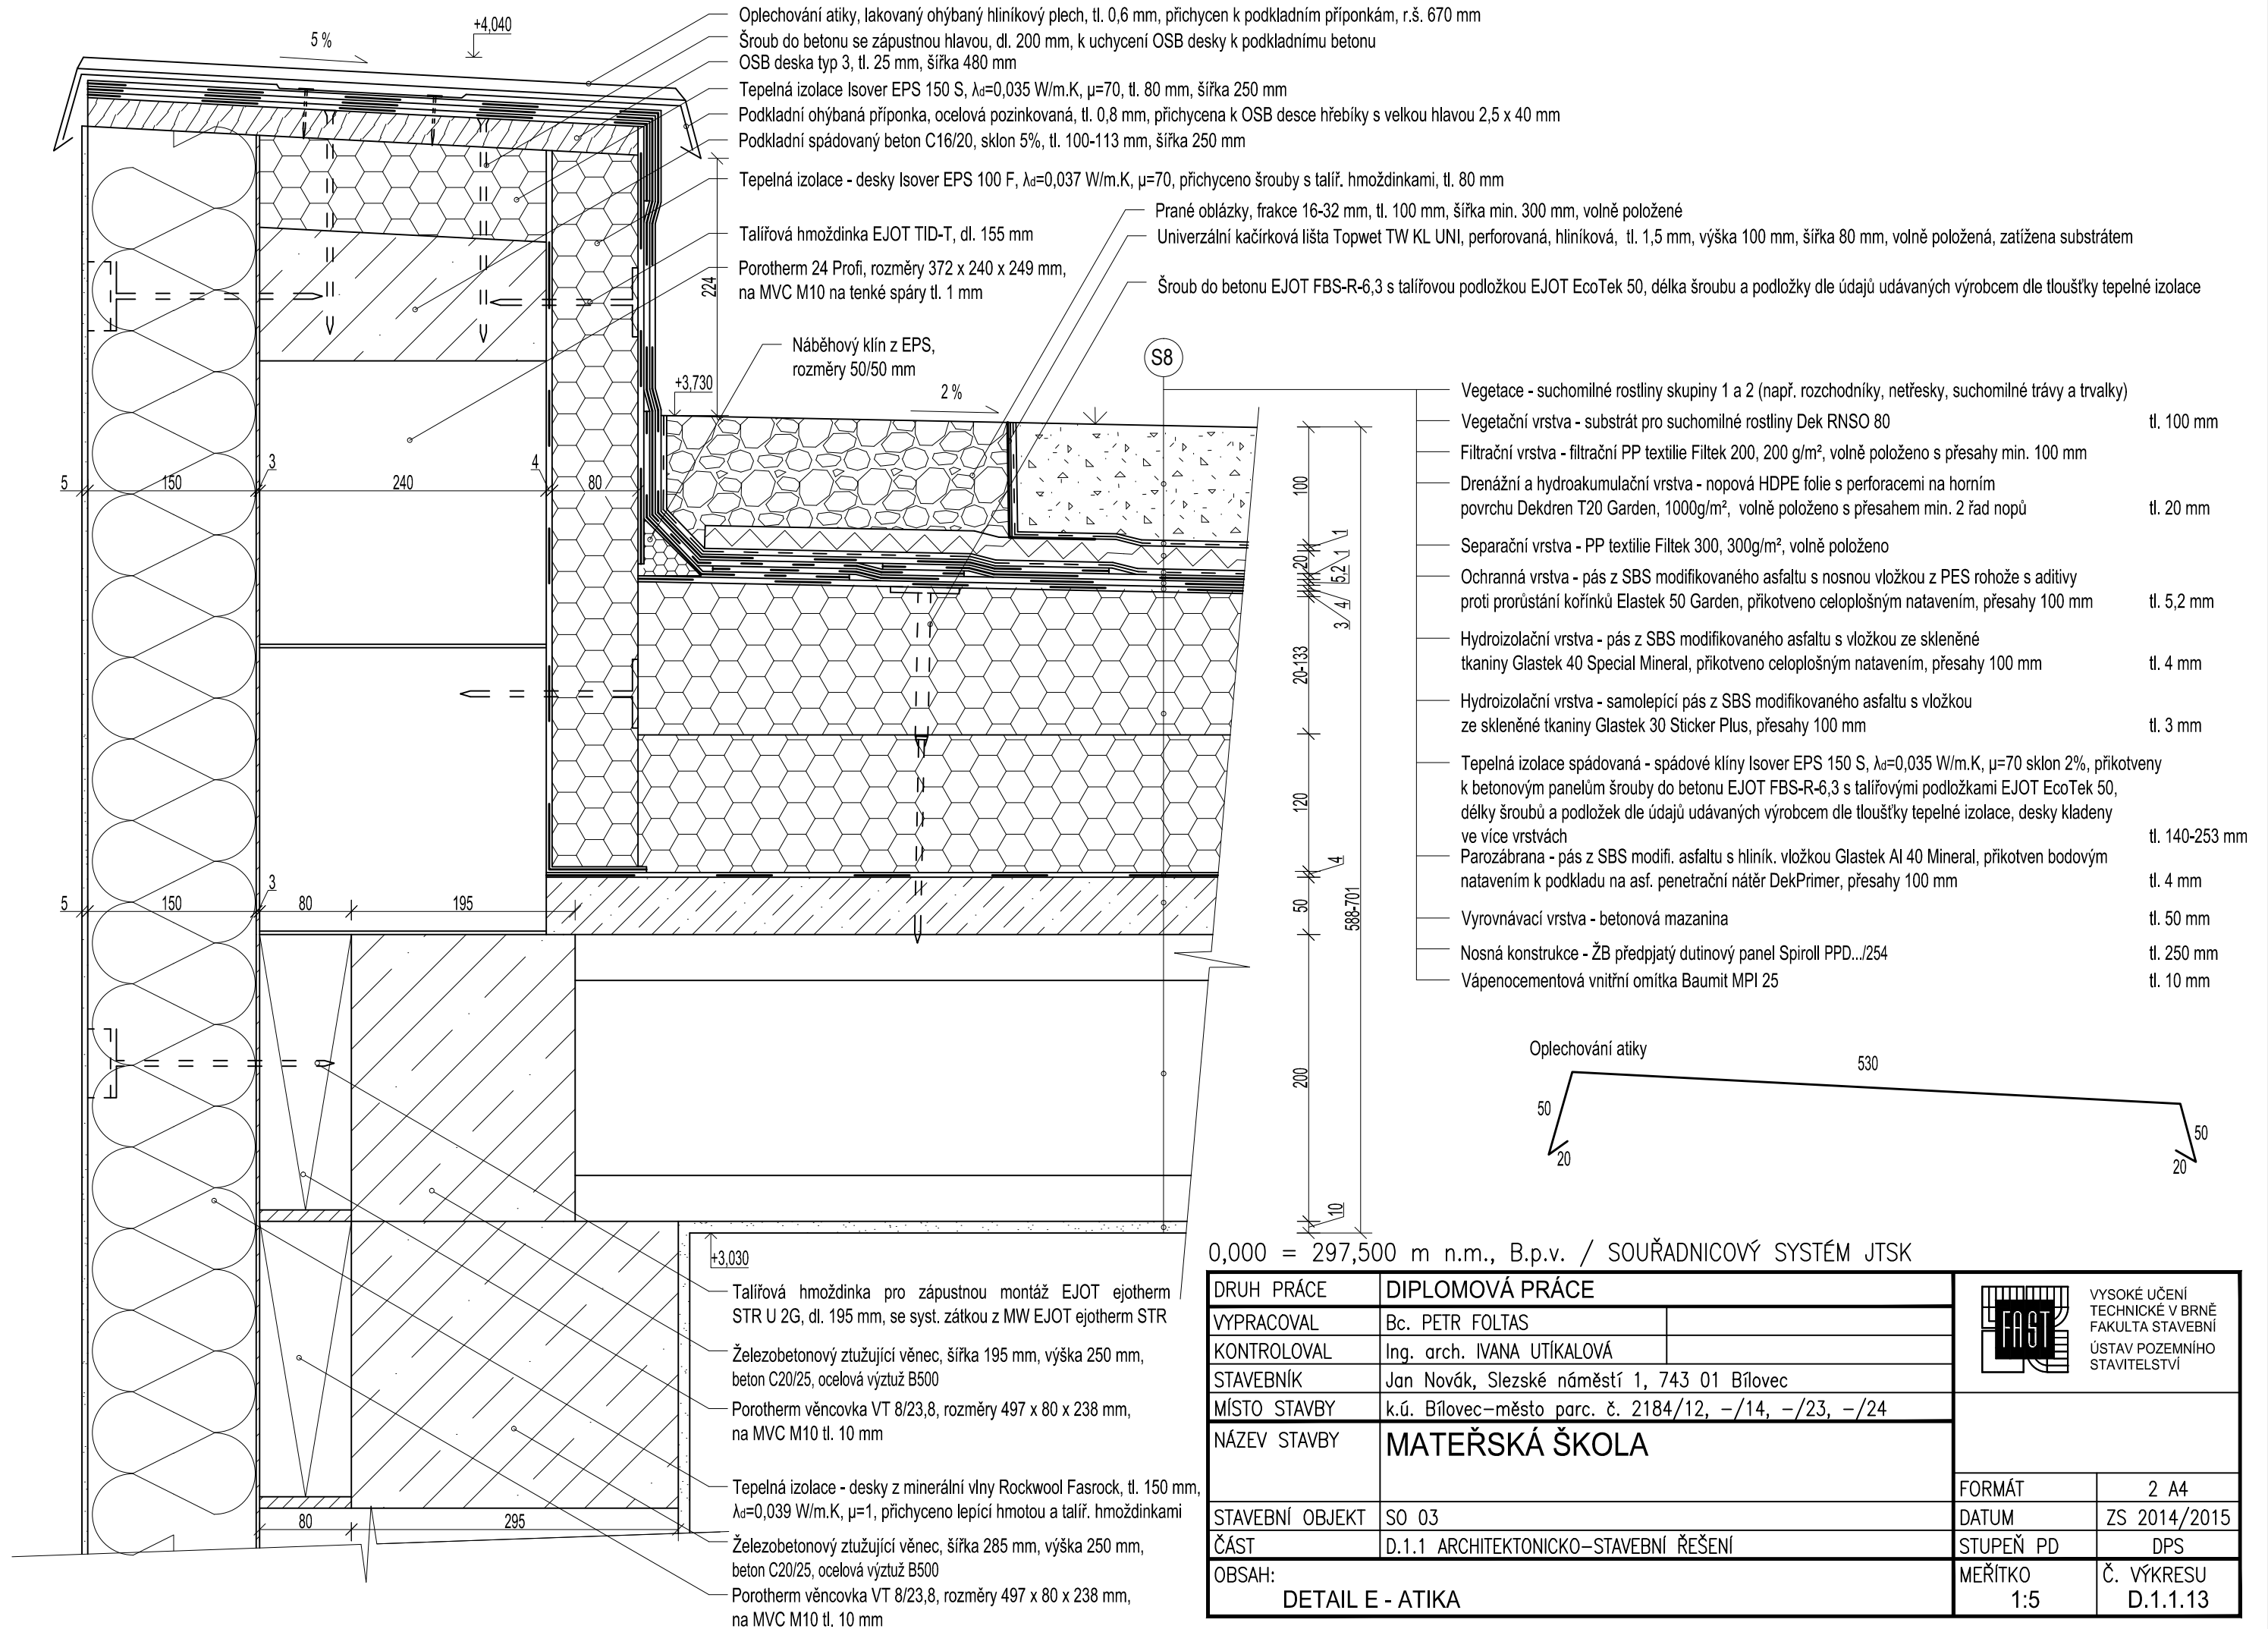 Oplechování atiky, lakovaný ohýbaný hliníkový plech, tl. 0,6 mm, přichycen k podkladním příponkám, r.š. 670 mm
Šroub do betonu se zápustnou hlavou, dl. 200 mm, k uchycení OSB desky k podkladnímu betonu
OSB deska typ 3, tl. 25 mm, šířka 480 mm
Tepelná izolace Isover EPS 150 S, λd=0,035 W/m.K, μ=70, tl. 80 mm, šířka 250 mm
Podkladní ohýbaná příponka, ocelová pozinkovaná, tl. 0,8 mm, přichycena k OSB desce hřebíky s velkou hlavou 2,5 x 40 mm
Podkladní spádovaný beton C16/20, sklon 5%, tl. 100-113 mm, šířka 250 mm
Tepelná izolace - desky Isover EPS 100 F, λd=0,037 W/m.K, μ=70, přichyceno šrouby s talíř. hmoždinkami, tl. 80 mm
Prané oblázky, frakce 16-32 mm, tl. 100 mm, šířka min. 300 mm, volně položené
Univerzální kačírková lišta Topwet TW KL UNI, perforovaná, hliníková, tl. 1,5 mm, výška 100 mm, šířka 80 mm, volně položená, zatížena substrátem
Talířová hmoždinka EJOT TID-T, dl. 155 mm
Porotherm 24 Profi, rozměry 372 x 240 x 249 mm,
na MVC M10 na tenké spáry tl. 1 mm
Šroub do betonu EJOT FBS-R-6,3 s talířovou podložkou EJOT EcoTek 50, délka šroubu a podložky dle údajů udávaných výrobcem dle tloušťky tepelné izolace
Náběhový klín z EPS,
rozměry 50/50 mm
5 %
+4,040
224
+3,730
2 %
S8
5
150
3
240
4
80
5
150
3
80
195
80
295
+3,030
100
1
20
1
5,2
4
3
20-133
120
4
50
588-701
200
10
Vegetace - suchomilné rostliny skupiny 1 a 2 (např. rozchodníky, netřesky, suchomilné trávy a trvalky)
Vegetační vrstva - substrát pro suchomilné rostliny Dek RNSO 80 tl. 100 mm
Filtrační vrstva - filtrační PP textilie Filtek 200, 200 g/m², volně položeno s přesahy min. 100 mm
Drenážní a hydroakumulační vrstva - nopová HDPE folie s perforacemi na horním
povrchu Dekdren T20 Garden, 1000g/m², volně položeno s přesahem min. 2 řad nopů tl. 20 mm
Separační vrstva - PP textilie Filtek 300, 300g/m², volně položeno
Ochranná vrstva - pás z SBS modifikovaného asfaltu s nosnou vložkou z PES rohože s aditivy
proti prorůstání kořínků Elastek 50 Garden, přikotveno celoplošným natavením, přesahy 100 mm tl. 5,2 mm
Hydroizolační vrstva - pás z SBS modifikovaného asfaltu s vložkou ze skleněné
tkaniny Glastek 40 Special Mineral, přikotveno celoplošným natavením, přesahy 100 mm tl. 4 mm
Hydroizolační vrstva - samolepící pás z SBS modifikovaného asfaltu s vložkou
ze skleněné tkaniny Glastek 30 Sticker Plus, přesahy 100 mm tl. 3 mm
Tepelná izolace spádovaná - spádové klíny Isover EPS 150 S, λd=0,035 W/m.K, μ=70 sklon 2%, přikotveny
k betonovým panelům šrouby do betonu EJOT FBS-R-6,3 s talířovými podložkami EJOT EcoTek 50,
délky šroubů a podložek dle údajů udávaných výrobcem dle tloušťky tepelné izolace, desky kladeny
ve více vrstvách tl. 140-253 mm
Parozábrana - pás z SBS modifi. asfaltu s hliník. vložkou Glastek Al 40 Mineral, přikotven bodovým
natavením k podkladu na asf. penetrační nátěr DekPrimer, přesahy 100 mm tl. 4 mm
Vyrovnávací vrstva - betonová mazanina tl. 50 mm
Nosná konstrukce - ŽB předpjatý dutinový panel Spiroll PPD.../254 tl. 250 mm
Vápenocementová vnitřní omítka Baumit MPI 25 tl. 10 mm
Oplechování atiky
530
50
20
50
20
Talířová hmoždinka pro zápustnou montáž EJOT ejotherm
STR U 2G, dl. 195 mm, se syst. zátkou z MW EJOT ejotherm STR
Železobetonový ztužující věnec, šířka 195 mm, výška 250 mm,
beton C20/25, ocelová výztuž B500
Porotherm věncovka VT 8/23,8, rozměry 497 x 80 x 238 mm,
na MVC M10 tl. 10 mm
Tepelná izolace - desky z minerální vlny Rockwool Fasrock, tl. 150 mm,
λd=0,039 W/m.K, μ=1, přichyceno lepící hmotou a talíř. hmoždinkami
Železobetonový ztužující věnec, šířka 285 mm, výška 250 mm,
beton C20/25, ocelová výztuž B500
Porotherm věncovka VT 8/23,8, rozměry 497 x 80 x 238 mm,
na MVC M10 tl. 10 mm
0,000 = 297,500 m n.m., B.p.v. / SOUŘADNICOVÝ SYSTÉM JTSK
DRUH PRÁCE DIPLOMOVÁ PRÁCE
VYPRACOVAL Bc. PETR FOLTAS
KONTROLOVAL Ing. arch. IVANA UTÍKALOVÁ
STAVEBNÍK Jan Novák, Slezské náměstí 1, 743 01 Bílovec
MÍSTO STAVBY k.ú. Bílovec-město parc. č. 2184/12, -/14, -/23, -/24
NÁZEV STAVBY MATEŘSKÁ ŠKOLA
STAVEBNÍ OBJEKT SO 03
ČÁST D.1.1 ARCHITEKTONICKO-STAVEBNÍ ŘEŠENÍ
OBSAH:
DETAIL E - ATIKA
FAST
VYSOKÉ UČENÍ
TECHNICKÉ V BRNĚ
FAKULTA STAVEBNÍ
ÚSTAV POZEMNÍHO
STAVITELSTVÍ
FORMÁT 2 A4
DATUM ZS 2014/2015
STUPEŇ PD DPS
MEŘÍTKO Č. VÝKRESU
1:5 D.1.1.13